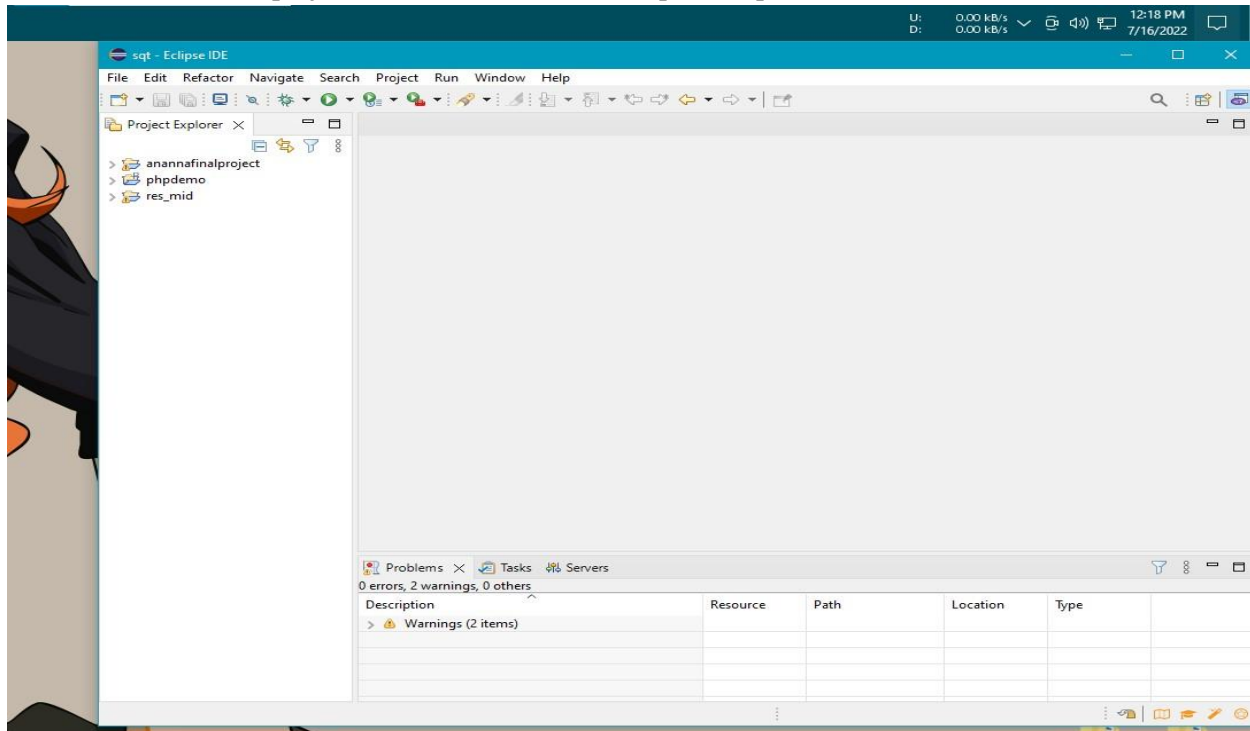 U: 0.00 kB/s
D: 0.00 kB/s
12:18 PM
7/16/2022
sqt - Eclipse IDE
File Edit Refactor Navigate Search Project Run Window Help
Project Explorer
anannafinalproject
phpdemo
res_mid
Problems Tasks Servers
0 errors, 2 warnings, 0 others
Description Resource Path Location Type
Warnings (2 items)